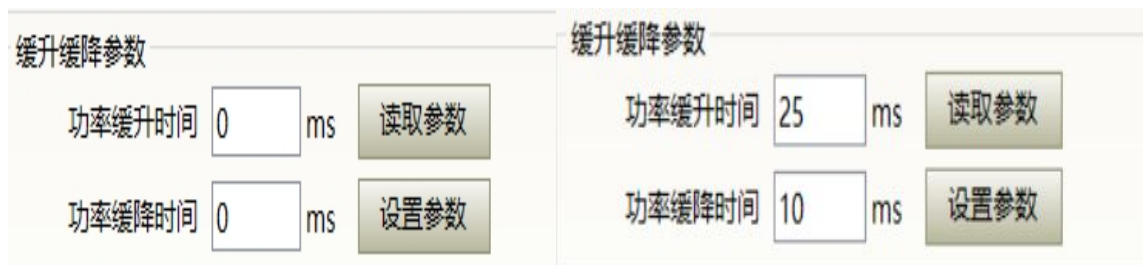 缓升缓降参数
功率缓升时间 0 ms 读取参数
功率缓降时间 0 ms 设置参数
缓升缓降参数
功率缓升时间 25 ms 读取参数
功率缓降时间 10 ms 设置参数